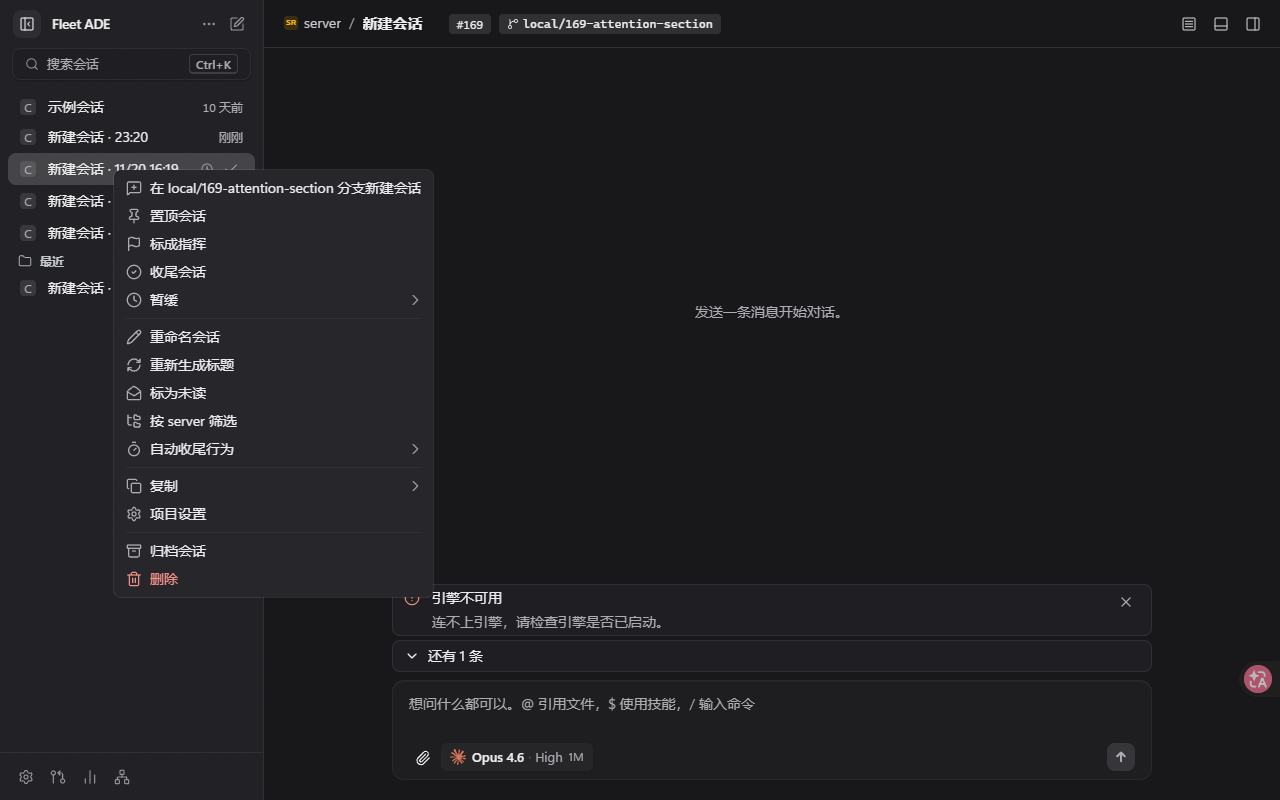 Fleet ADE
搜索会话 Ctrl+K
C 示例会话 10 天前
C 新建会话 · 23:20 刚刚
C 新建会话 · 11/20 16:19
C 新建会话 ·
C 新建会话 ·
最近
C 新建会话 ·
SR server / 新建会话 #169 local/169-attention-section
在 local/169-attention-section 分支新建会话
置顶会话
标成指挥
收尾会话
暂缓
重命名会话
重新生成标题
标为未读
按 server 筛选
自动收尾行为
复制
项目设置
归档会话
删除
发送一条消息开始对话。
引擎不可用
连不上引擎，请检查引擎是否已启动。
还有 1 条
想问什么都可以。@ 引用文件，$ 使用技能，/ 输入命令
Opus 4.6 · High 1M